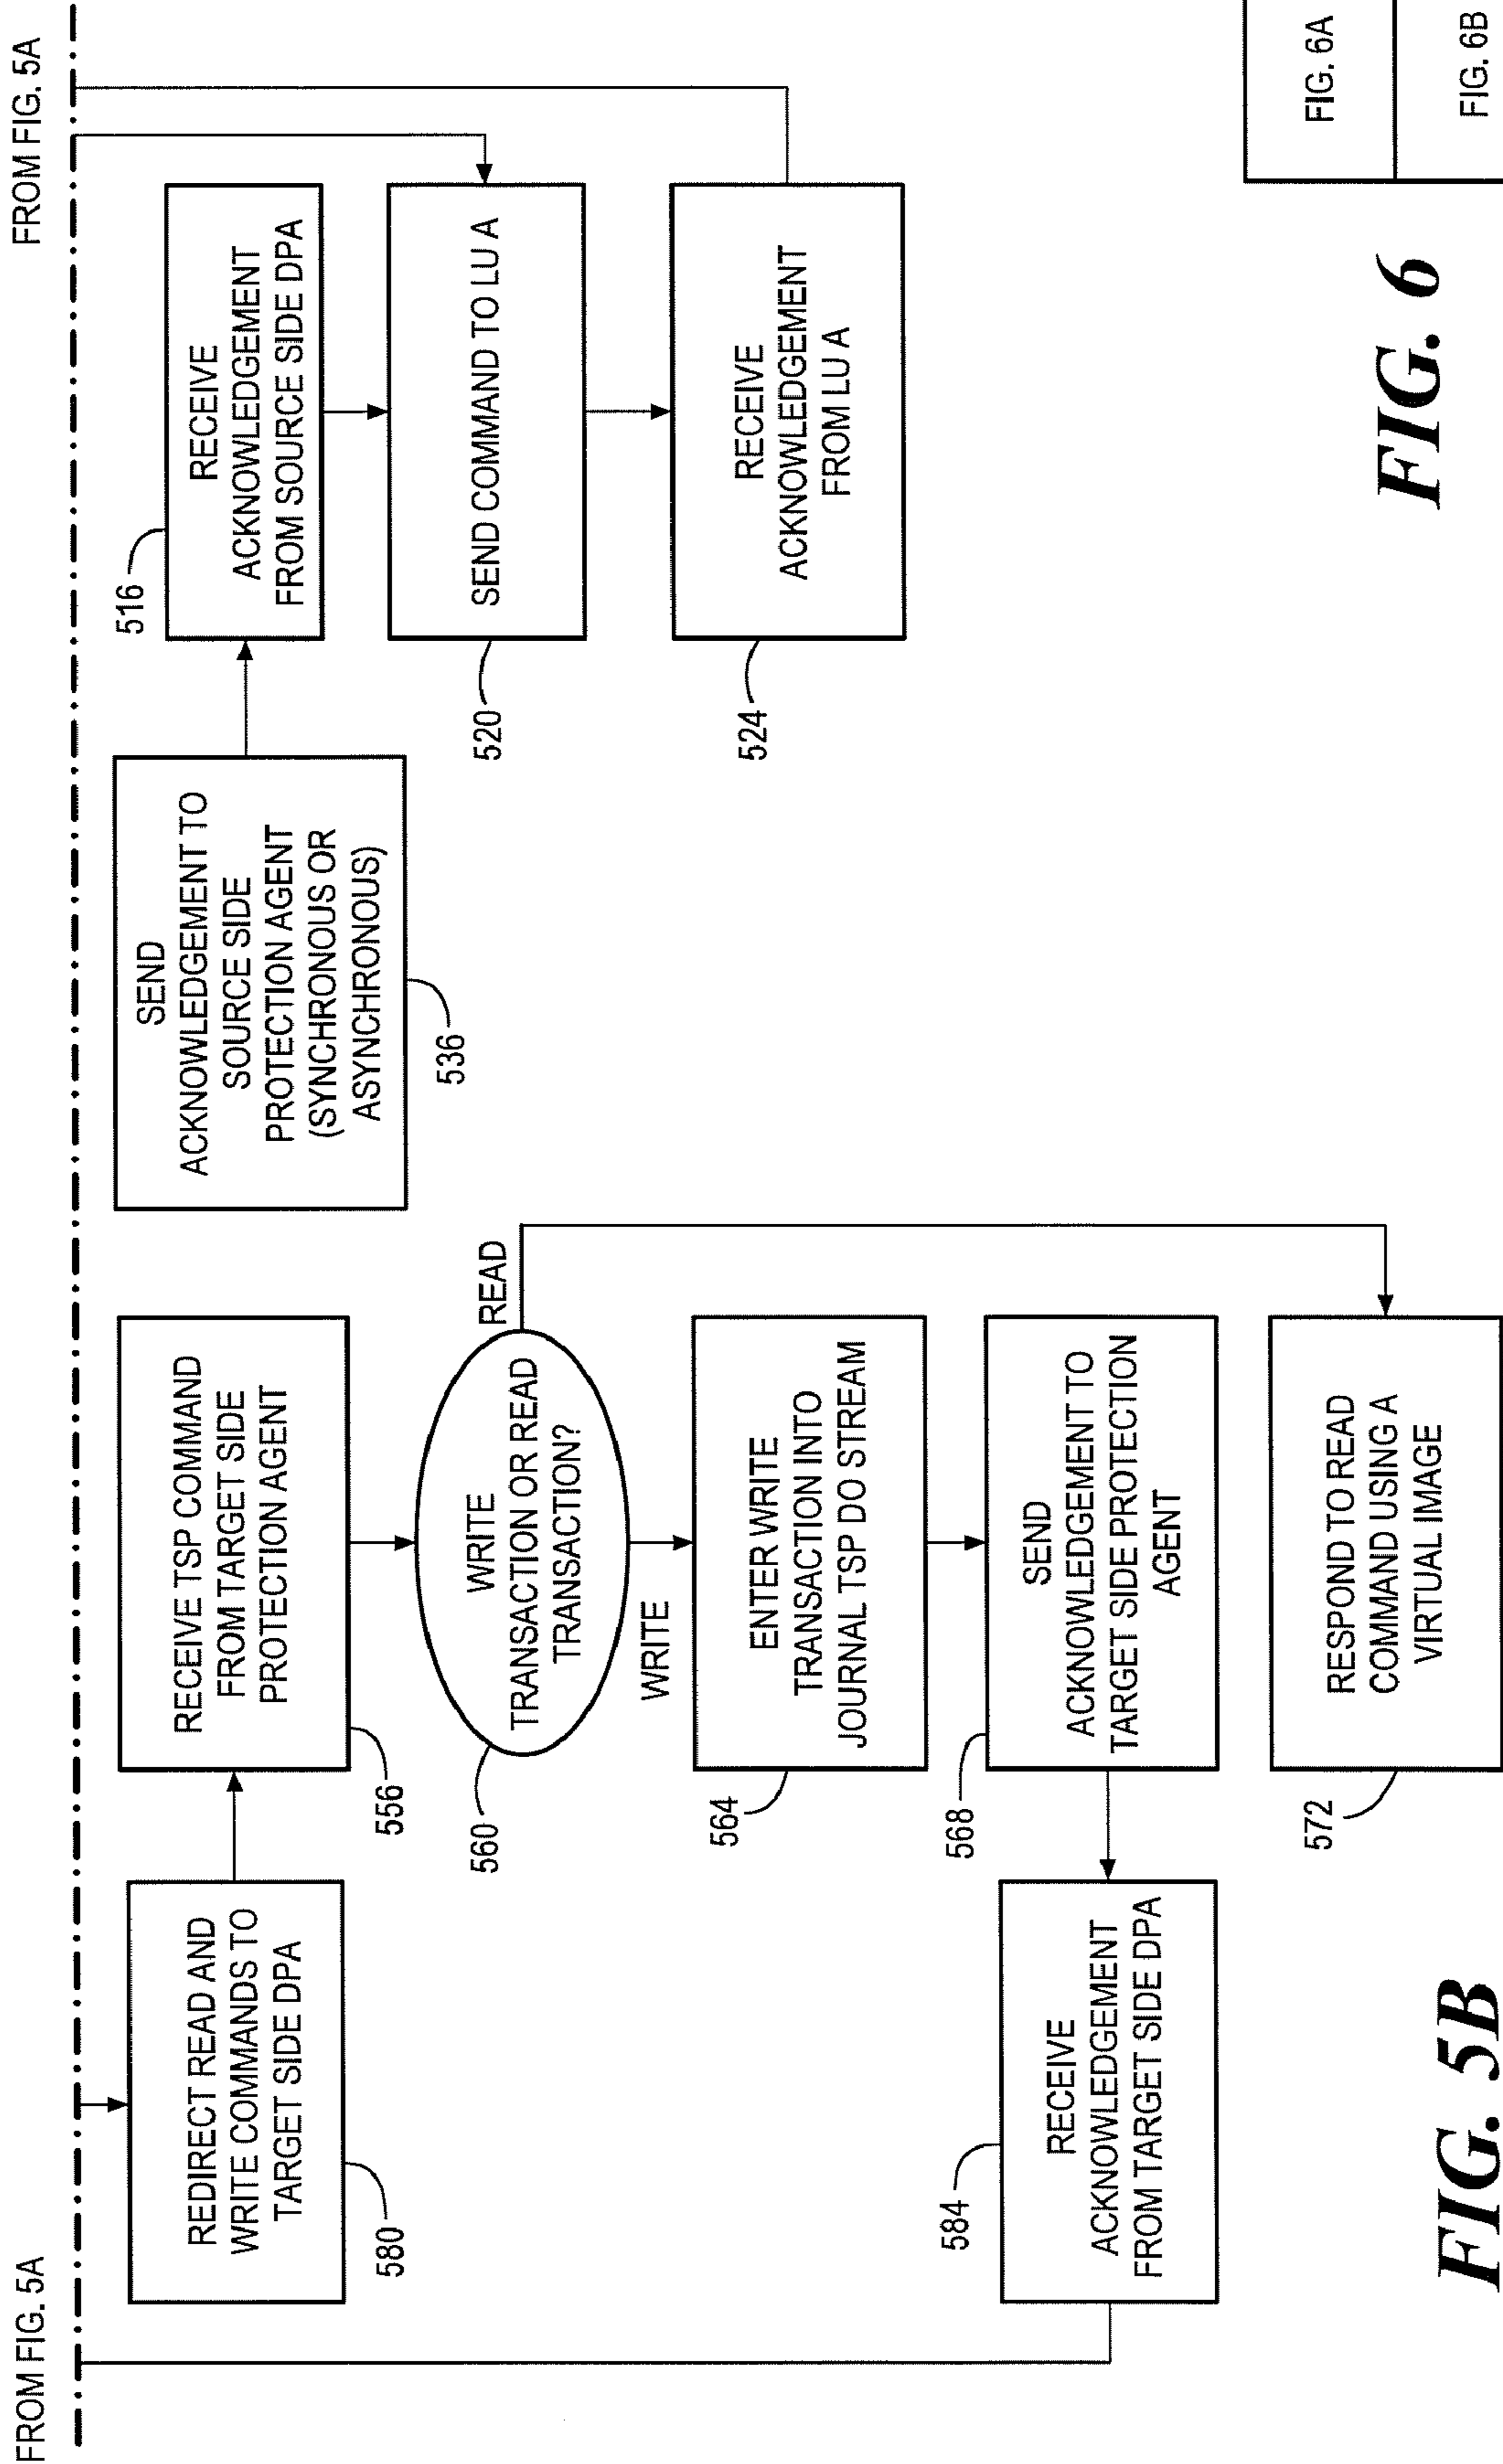 FROM FIG. 5A
FROM FIG. 5A
REDIRECT READ AND
WRITE COMMANDS TO
TARGET SIDE DPA
580
RECEIVE TSP COMMAND
FROM TARGET SIDE
PROTECTION AGENT
556
WRITE
TRANSACTION OR READ
TRANSACTION?
560
READ
WRITE
ENTER WRITE
TRANSACTION INTO
JOURNAL TSP DO STREAM
564
SEND
ACKNOWLEDGEMENT TO
TARGET SIDE PROTECTION
AGENT
568
RECEIVE
ACKNOWLEDGEMENT
FROM TARGET SIDE DPA
584
RESPOND TO READ
COMMAND USING A
VIRTUAL IMAGE
572
SEND
ACKNOWLEDGEMENT TO
SOURCE SIDE
PROTECTION AGENT
(SYNCHRONOUS OR
ASYNCHRONOUS)
536
516
RECEIVE
ACKNOWLEDGEMENT
FROM SOURCE SIDE DPA
SEND COMMAND TO LU A
520
RECEIVE
ACKNOWLEDGEMENT
FROM LU A
524
FIG. 5B
FIG. 6
FIG. 6A
FIG. 6B